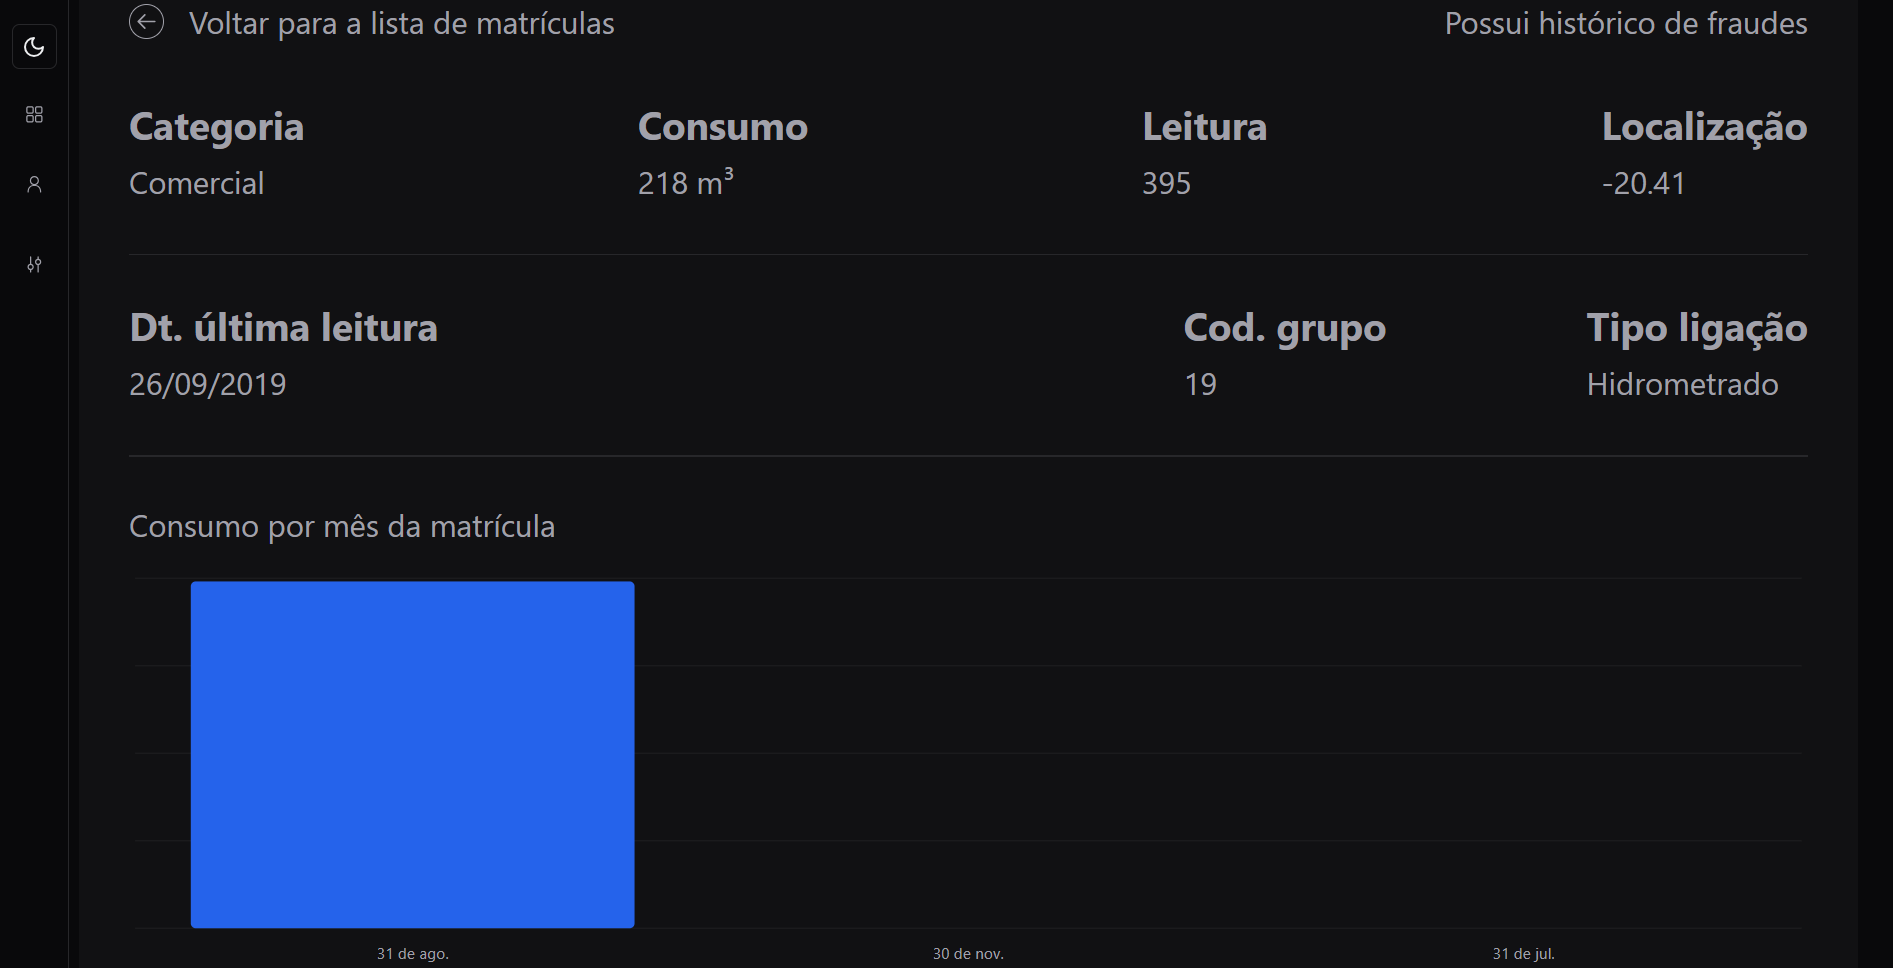 Voltar para a lista de matrículas
Possui histórico de fraudes
Categoria
Comercial
Consumo
218 m³
Leitura
395
Localização
-20.41
Dt. última leitura
26/09/2019
Cod. grupo
19
Tipo ligação
Hidrometrado
Consumo por mês da matrícula
31 de ago.
30 de nov.
31 de jul.